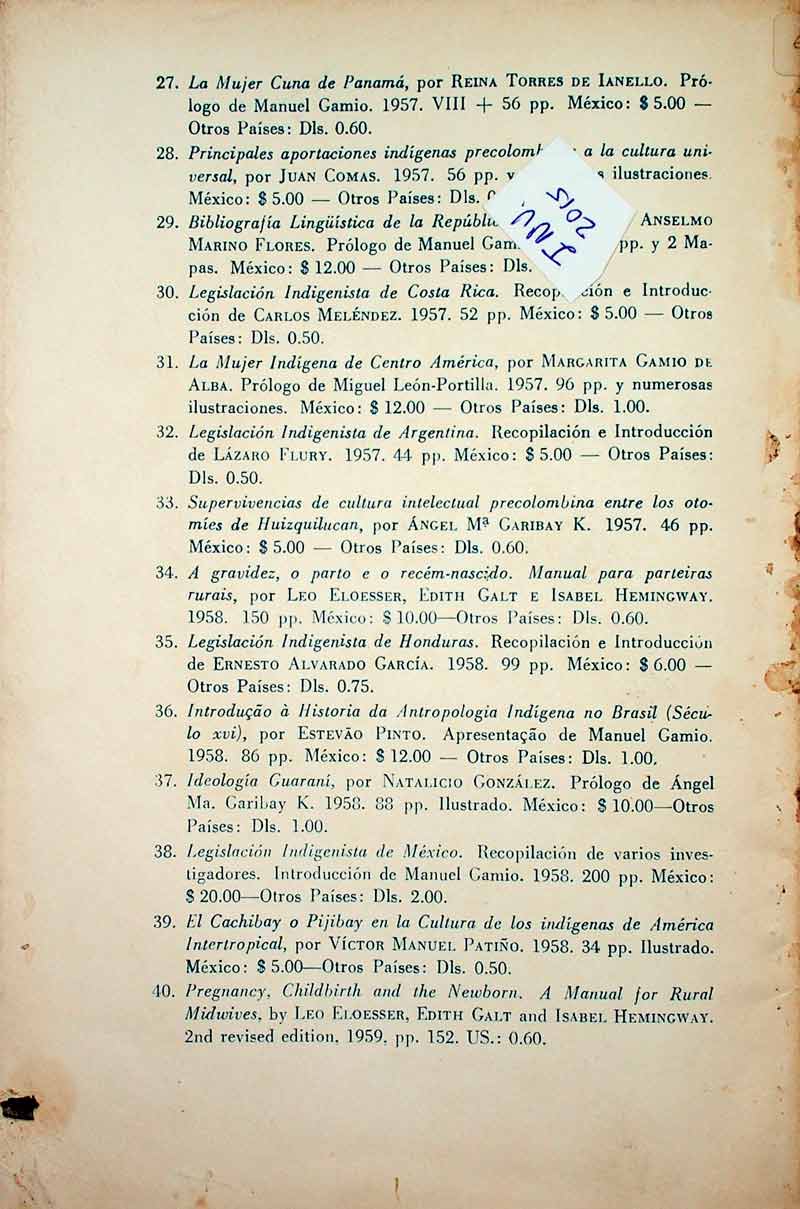 27. La Mujer Cuna de Panamá, por REINA TORRES DE IANELLO. Pró-
logo de Manuel Gamio. 1957. VIII + 56 pp. México: $ 5.00 —
Otros Países: Dls. 0.60.
28. Principales aportaciones indígenas a la cultura uni-
versal, por JUAN COMAS. 1957. 56 pp. ilustraciones.
México: $ 5.00 — Otros Países: Dls.
29. Bibliografía Lingüística de la ANSELMO
MARINO FLORES. Prólogo de Manuel pp. y 2 Ma-
pas. México: $ 12.00 — Otros Países: Dls.
INV
2015
30. Legislación Indigenista de Costa Rica. e Introduc-
ción de CARLOS MELÉNDEZ. 1957. 52 pp. México: $ 5.00 — Otros
Países: Dls. 0.50.
31. La Mujer Indígena de Centro América, por MARGARITA GAMIO DE
ALBA. Prólogo de Miguel León-Portilla. 1957. 96 pp. y numerosas
ilustraciones. México: $ 12.00 — Otros Países: Dls. 1.00.
32. Legislación Indigenista de Argentina. Recopilación e Introducción
de LÁZARO FLURY. 1957. 44 pp. México: $ 5.00 — Otros Países:
Dls. 0.50.
33. Supervivencias de cultura intelectual precolombina entre los oto-
míes de Huizquilucan, por ÁNGEL Mª GARIBAY K. 1957. 46 pp.
México: $ 5.00 — Otros Países: Dls. 0.60.
34. A gravidez, o parto e o recém-nascido. Manual para parteiras
rurais, por LEO ELOESSER, EDITH GALT E ISABEL HEMINGWAY.
1958. 150 pp. México: $ 10.00—Otros Países: Dls. 0.60.
35. Legislación Indigenista de Honduras. Recopilación e Introducción
de ERNESTO ALVARADO GARCÍA. 1958. 99 pp. México: $ 6.00 —
Otros Países: Dls. 0.75.
36. Introdução à Historia da Antropologia Indígena no Brasil (Sécu-
lo xvi), por ESTEVÃO PINTO. Apresentação de Manuel Gamio.
1958. 86 pp. México: $ 12.00 — Otros Países: Dls. 1.00.
37. Ideología Guaraní, por NATALICIO GONZÁLEZ. Prólogo de Ángel
Ma. Garibay K. 1958. 88 pp. Ilustrado. México: $ 10.00—Otros
Países: Dls. 1.00.
38. Legislación Indigenista de México. Recopilación de varios inves-
tigadores. Introducción de Manuel Gamio. 1958. 200 pp. México:
$ 20.00—Otros Países: Dls. 2.00.
39. El Cachibay o Pijibay en la Cultura de los indígenas de América
Intertropical, por VÍCTOR MANUEL PATIÑO. 1958. 34 pp. Ilustrado.
México: $ 5.00—Otros Países: Dls. 0.50.
40. Pregnancy, Childbirth and the Newborn. A Manual for Rural
Midwives, by LEO ELOESSER, EDITH GALT and ISABEL HEMINGWAY.
2nd revised edition, 1959, pp. 152. US.: 0.60.